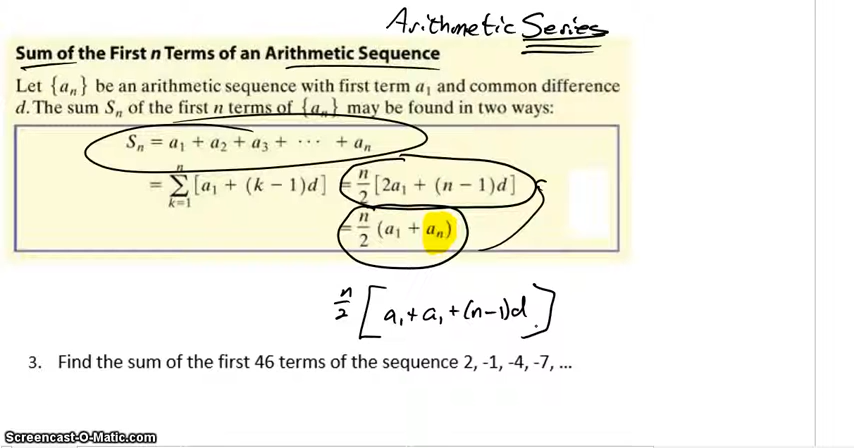 Arithmetic Series
Sum of the First n Terms of an Arithmetic Sequence
Let {aₙ} be an arithmetic sequence with first term a₁ and common difference
d. The sum Sₙ of the first n terms of {aₙ} may be found in two ways:
Sₙ = a₁ + a₂ + a₃ + ··· + aₙ
= ∑ₖ₌₁ⁿ [a₁ + (k − 1)d] = n/2 [2a₁ + (n − 1)d]
= n/2 (a₁ + aₙ)
n/2 [a₁ + a₁ + (n−1)d]
3. Find the sum of the first 46 terms of the sequence 2, -1, -4, -7, ...
Screencast-O-Matic.com